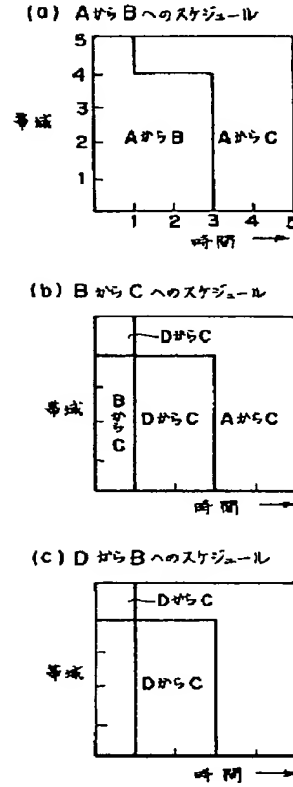 (a) AからBへのスケジュール
5
4
帯域
3
2
1
AからB
AからC
1
2
3
4
5
時間
(b) BからCへのスケジュール
DからC
帯域
BからC
DからC
AからC
時間
(c) DからBへのスケジュール
DからC
帯域
DからC
時間